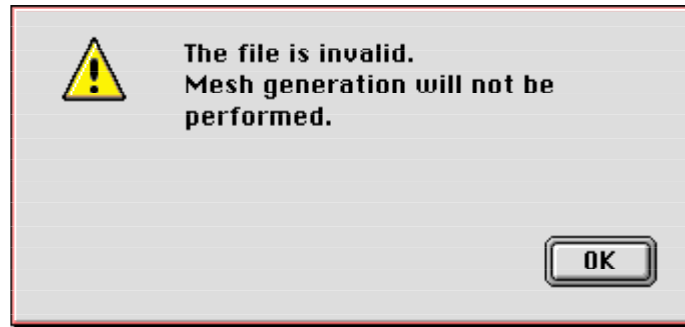 The file is invalid.
Mesh generation will not be
performed.
OK